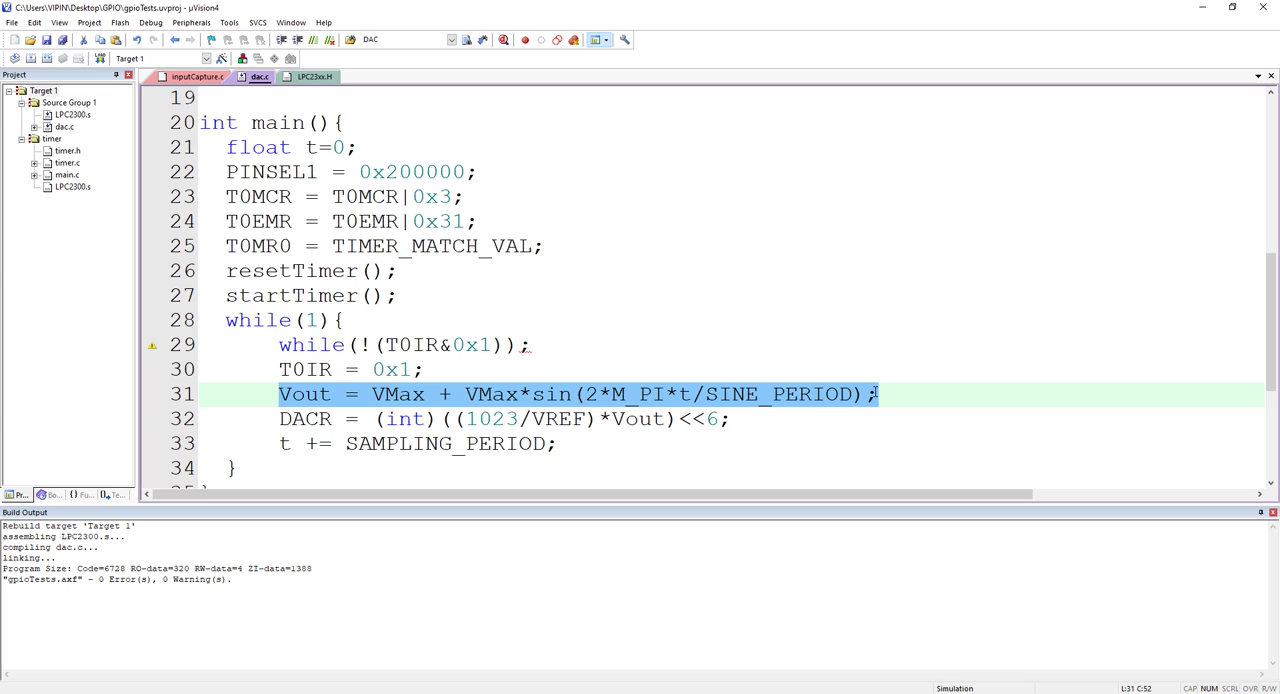 C:\Users\VIPIN\Desktop\GPIO\gpioTests.uvproj - µVision4
File Edit View Project Flash Debug Peripherals Tools SVCS Window Help
DAC
Target 1
Project
inputCapture.c dac.c LPC23xx.H
Target 1
Source Group 1
LPC2300.s
dac.c
timer
timer.h
timer.c
main.c
LPC2300.s
19
20 int main(){
21 float t=0;
22 PINSEL1 = 0x200000;
23 T0MCR = T0MCR|0x3;
24 T0EMR = T0EMR|0x31;
25 T0MR0 = TIMER_MATCH_VAL;
26 resetTimer();
27 startTimer();
28 while(1){
29 while(!(T0IR&0x1));
30 T0IR = 0x1;
31 Vout = VMax + VMax*sin(2*M_PI*t/SINE_PERIOD);
32 DACR = (int)((1023/VREF)*Vout)<<6;
33 t += SAMPLING_PERIOD;
34 }
Pr... Bo... {} Fu... Te...
Build Output
Rebuild target 'Target 1'
assembling LPC2300.s...
compiling dac.c...
linking...
Program Size: Code=6728 RO-data=320 RW-data=4 ZI-data=1388
"gpioTests.axf" - 0 Error(s), 0 Warning(s).
Simulation L:31 C:52 CAP NUM SCRL OVR R/W